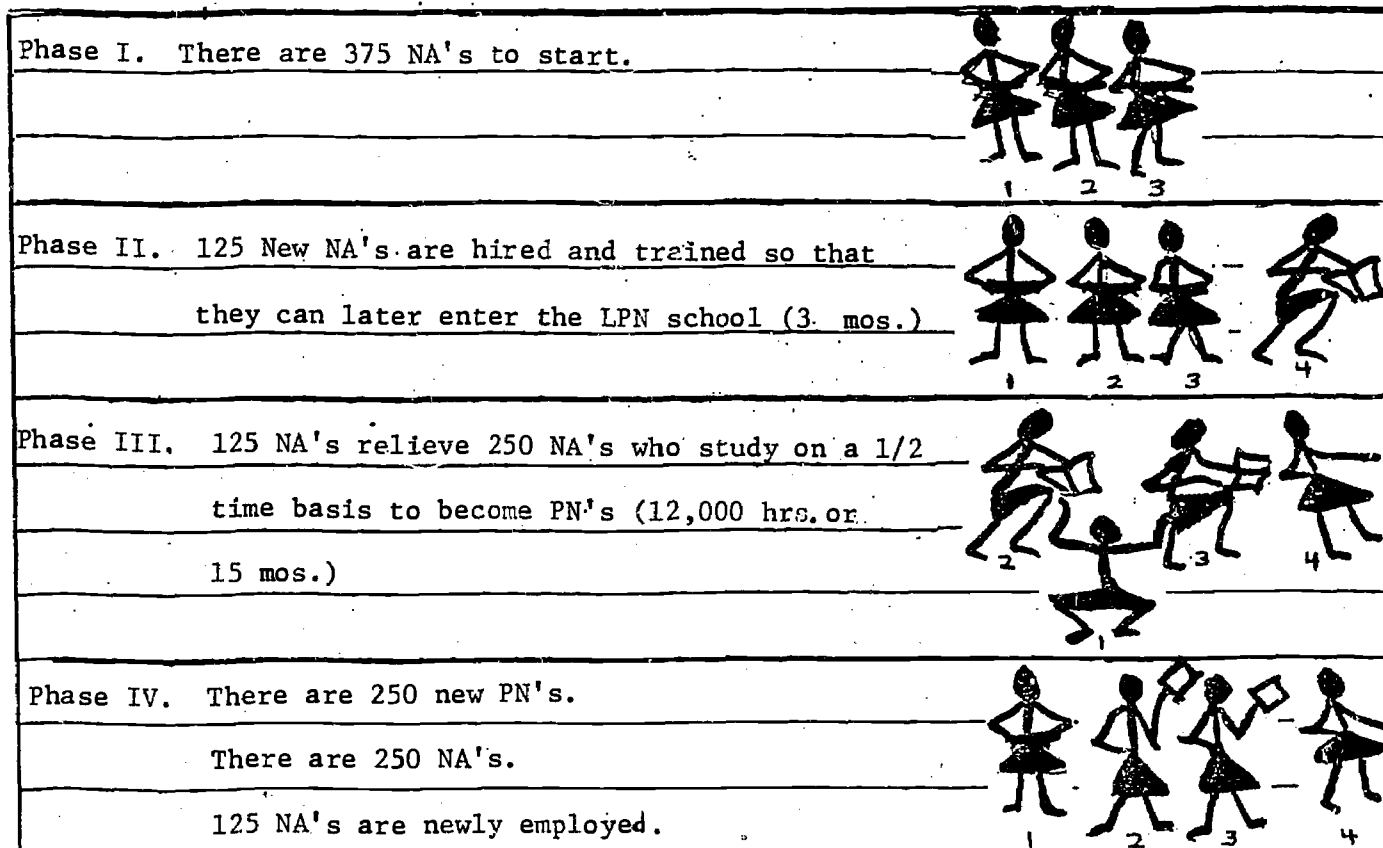 Phase I. There are 375 NA's to start.
1 2 3
Phase II. 125 New NA's are hired and trained so that
they can later enter the LPN school (3 mos.)
1 2 3 4
Phase III. 125 NA's relieve 250 NA's who study on a 1/2
time basis to become PN's (12,000 hrs. or
15 mos.)
2 3 4
1
Phase IV. There are 250 new PN's.
There are 250 NA's.
125 NA's are newly employed.
1 2 3 4